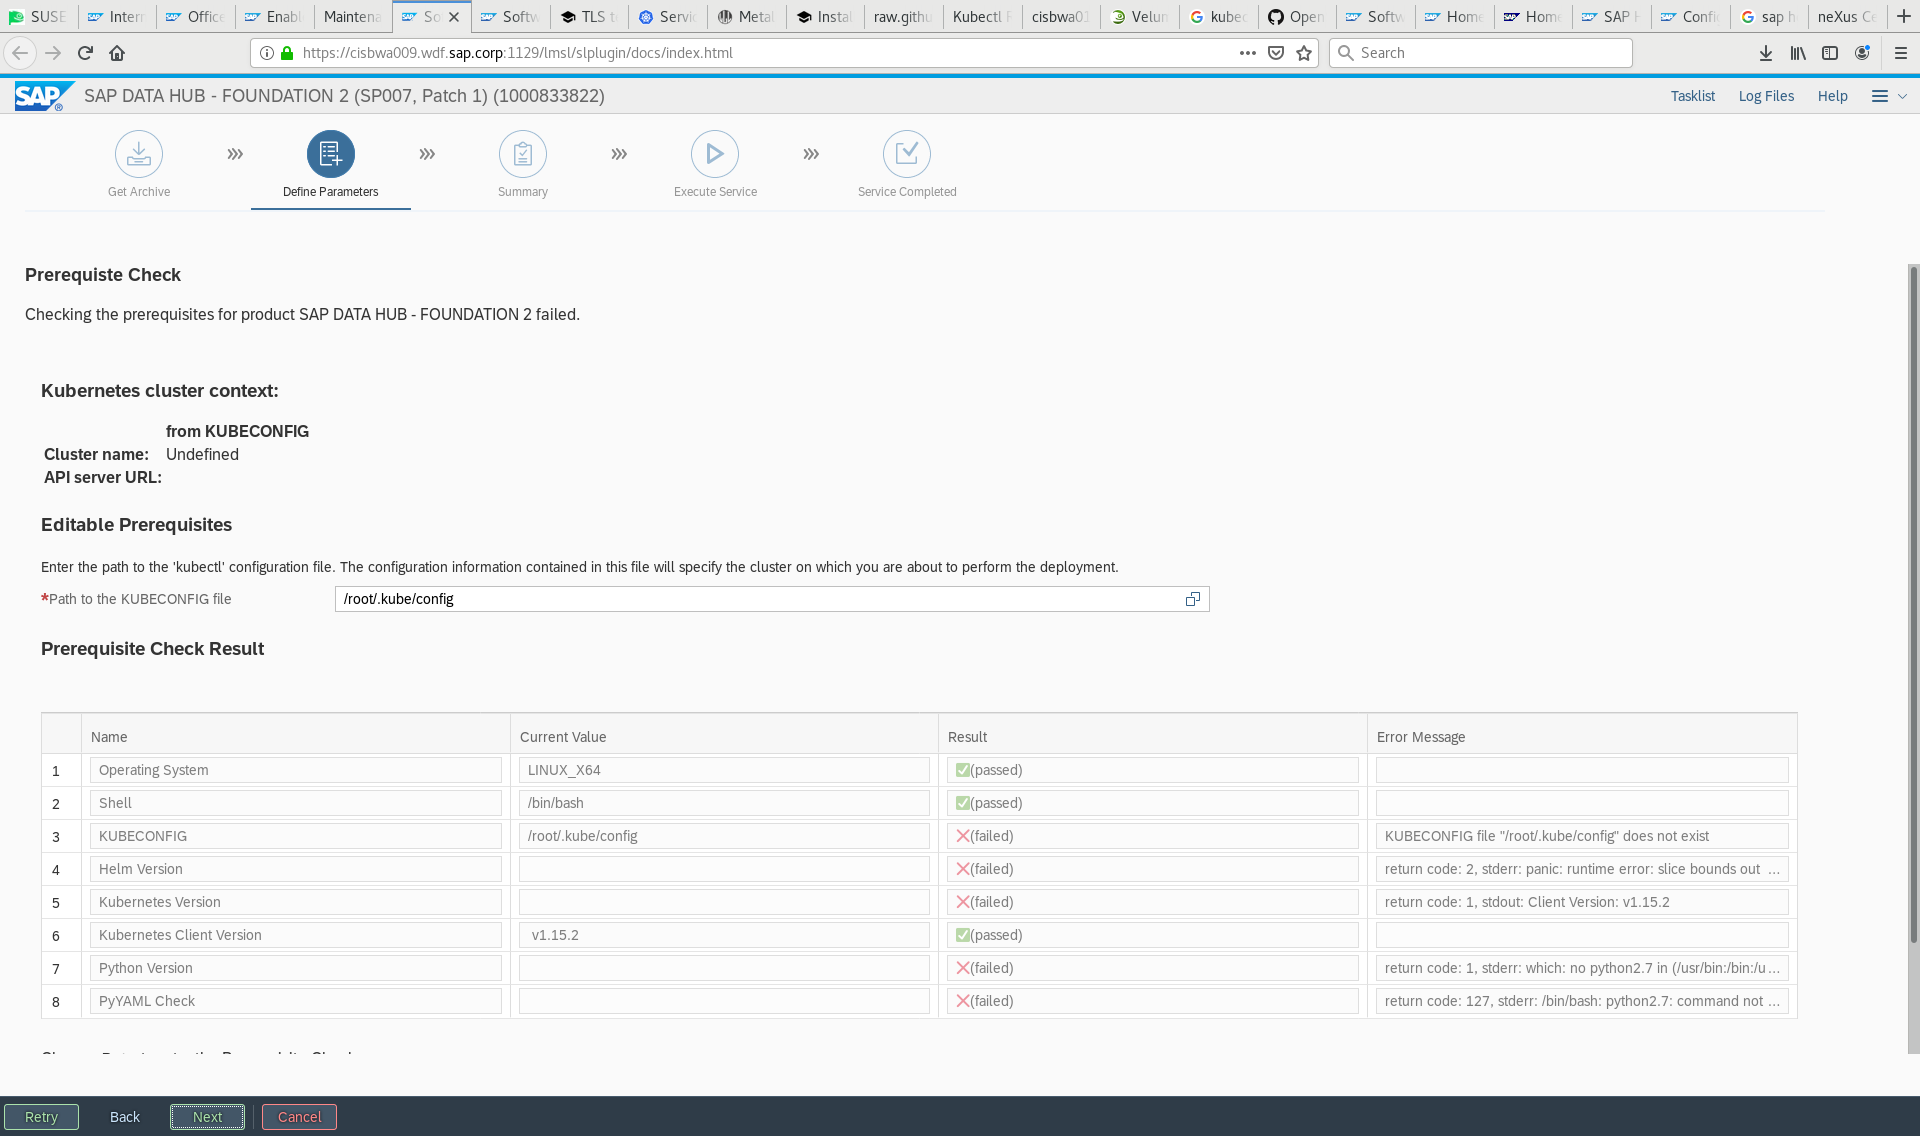 SUSE
Inter
Office
Enabl
Maintena
So
Softw
TLS t
Servi
Metal
Instal
raw.githu
Kubectl
cisbwa01
Velum
kubec
Open
Softw
Home
Home
SAP
Confi
sap h
neXus Ce
https://cisbwa009.wdf.sap.corp:1129/lmsl/slplugin/docs/index.html
Search
SAP ® SAP DATA HUB - FOUNDATION 2 (SP007, Patch 1) (1000833822)
Tasklist Log Files Help
Get Archive
Define Parameters
Summary
Execute Service
Service Completed
Prerequiste Check
Checking the prerequisites for product SAP DATA HUB - FOUNDATION 2 failed.
Kubernetes cluster context:
from KUBECONFIG
Cluster name: Undefined
API server URL:
Editable Prerequisites
Enter the path to the 'kubectl' configuration file. The configuration information contained in this file will specify the cluster on which you are about to perform the deployment.
*Path to the KUBECONFIG file /root/.kube/config
Prerequisite Check Result
Name Current Value Result Error Message
1 Operating System LINUX_X64 (passed)
2 Shell /bin/bash (passed)
3 KUBECONFIG /root/.kube/config (failed) KUBECONFIG file "/root/.kube/config" does not exist
4 Helm Version (failed) return code: 2, stderr: panic: runtime error: slice bounds out ...
5 Kubernetes Version (failed) return code: 1, stdout: Client Version: v1.15.2
6 Kubernetes Client Version v1.15.2 (passed)
7 Python Version (failed) return code: 1, stderr: which: no python2.7 in (/usr/bin:/bin:/u...
8 PyYAML Check (failed) return code: 127, stderr: /bin/bash: python2.7: command not ...
Retry Back Next Cancel